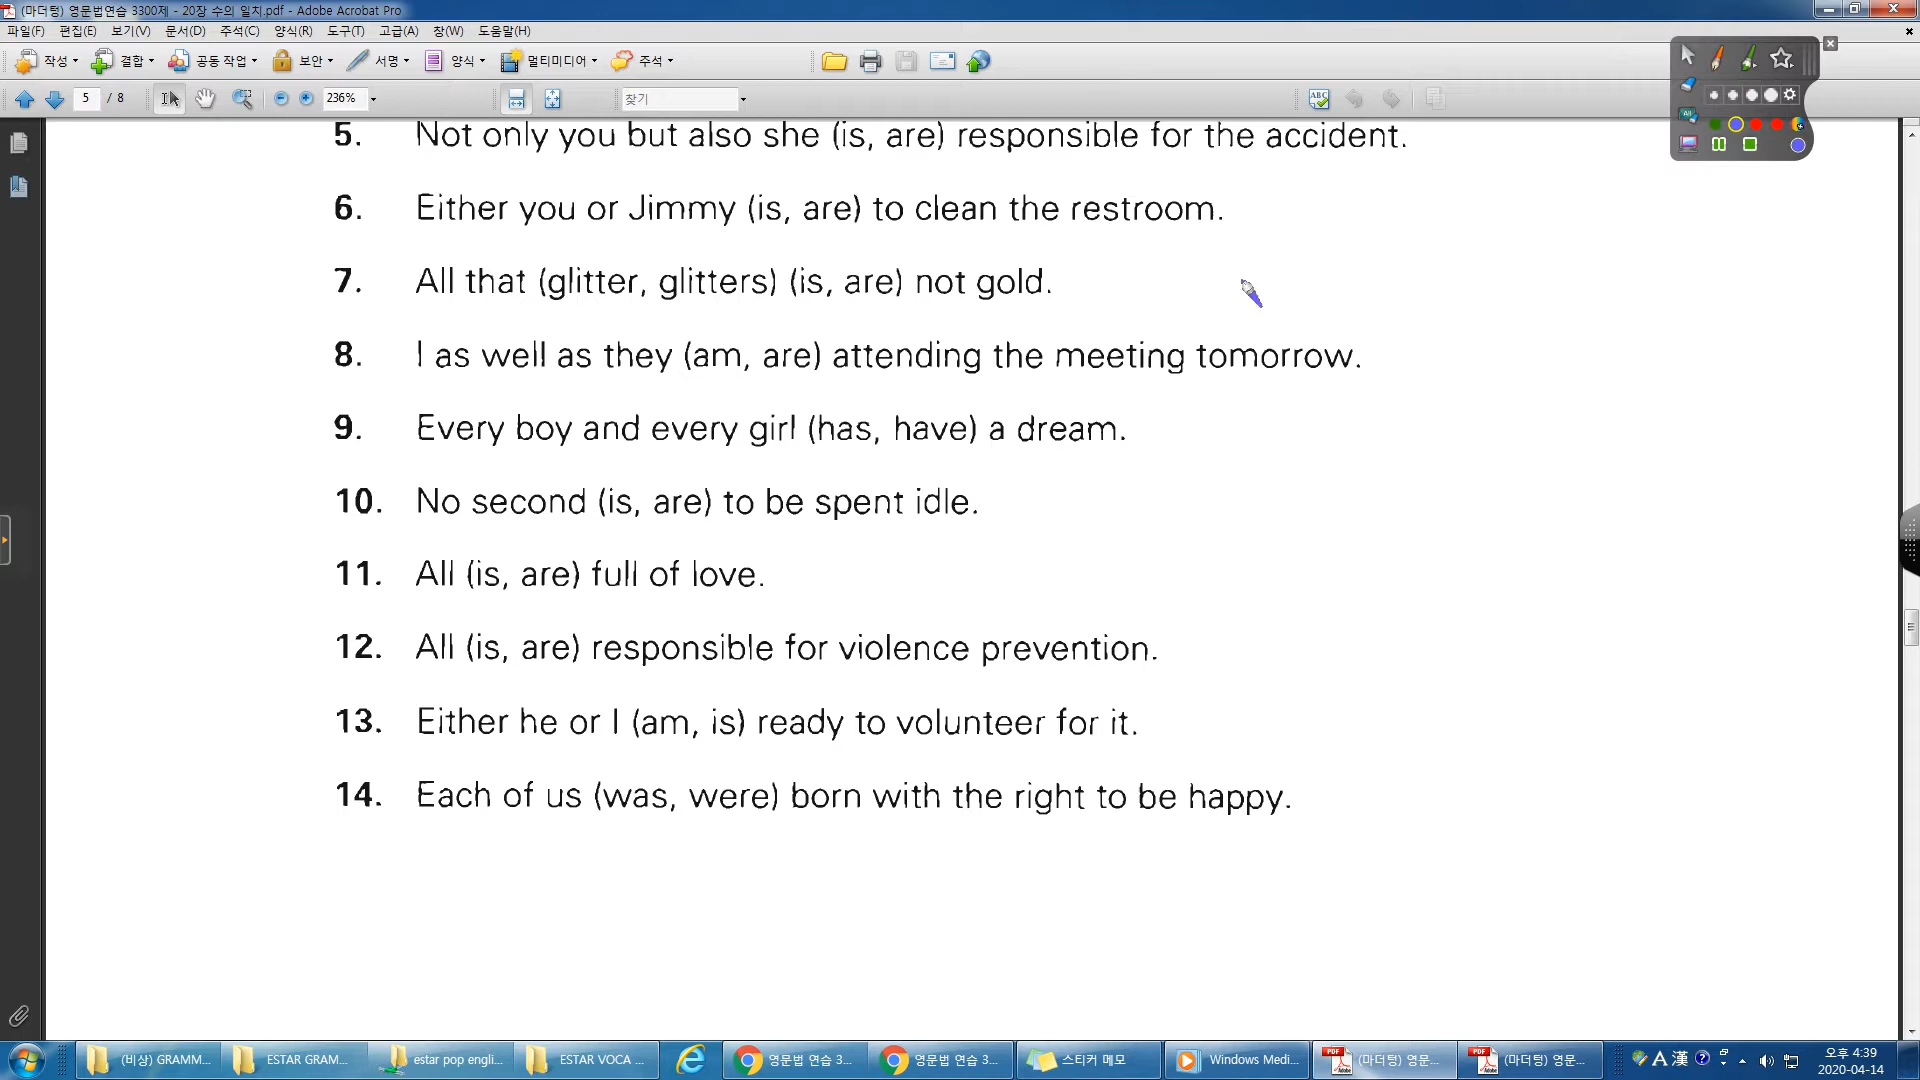 (마더텅) 영문법연습 3300제 - 20장 수의 일치.pdf - Adobe Acrobat Pro
파일(F) 편집(E) 보기(V) 문서(D) 주석(C) 양식(R) 도구(T) 고급(A) 창(W) 도움말(H)
작성 결합 공동 작업 보안 서명 양식 멀티미디어 주석
5 / 8 236% 찾기
5. Not only you but also she (is, are) responsible for the accident.
6. Either you or Jimmy (is, are) to clean the restroom.
7. All that (glitter, glitters) (is, are) not gold.
8. I as well as they (am, are) attending the meeting tomorrow.
9. Every boy and every girl (has, have) a dream.
10. No second (is, are) to be spent idle.
11. All (is, are) full of love.
12. All (is, are) responsible for violence prevention.
13. Either he or I (am, is) ready to volunteer for it.
14. Each of us (was, were) born with the right to be happy.
(비상) GRAMM... ESTAR GRAM... estar pop engli... ESTAR VOCA ... 영문법 연습 3... 영문법 연습 3... 스티커 메모 Windows Medi... (마더텅) 영문... (마더텅) 영문... A 漢 오후 4:39
2020-04-14